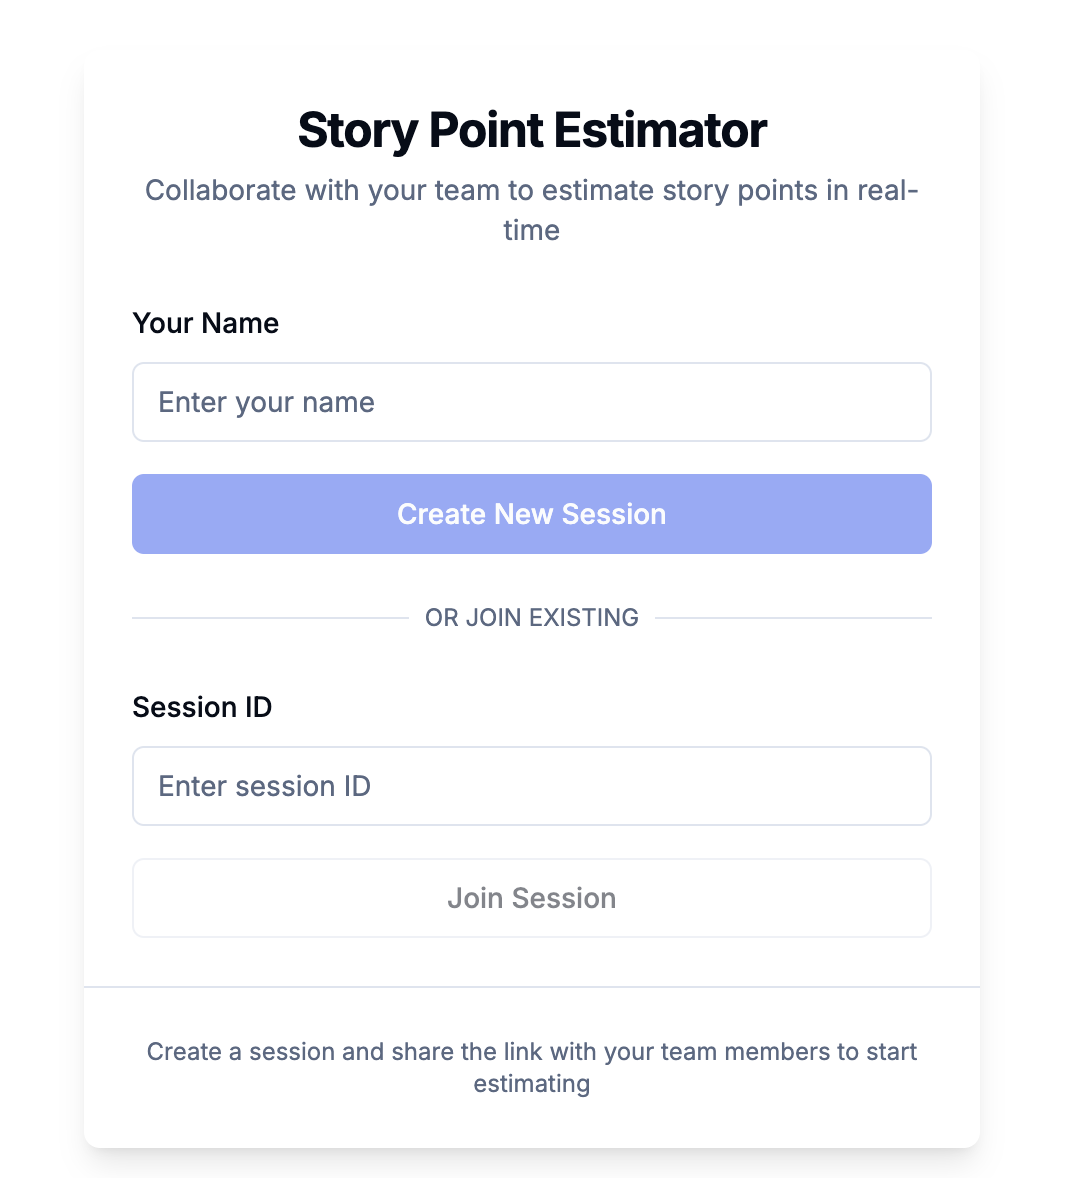 Story Point Estimator
Collaborate with your team to estimate story points in real-
time
Your Name
Enter your name
Create New Session
OR JOIN EXISTING
Session ID
Enter session ID
Join Session
Create a session and share the link with your team members to start
estimating